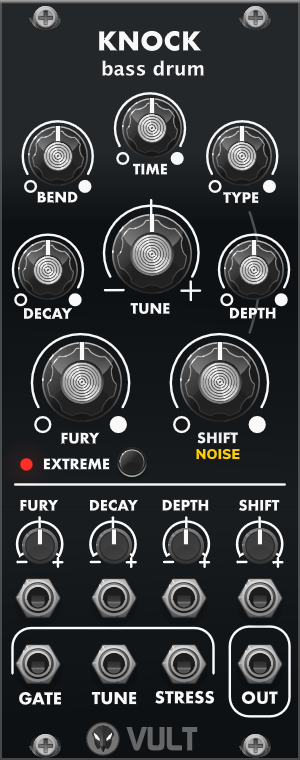 KNOCK
bass drum
TIME
BEND
TYPE
TUNE
DECAY
DEPTH
FURY
SHIFT
NOISE
EXTREME
FURY DECAY DEPTH SHIFT
GATE TUNE STRESS OUT
VULT